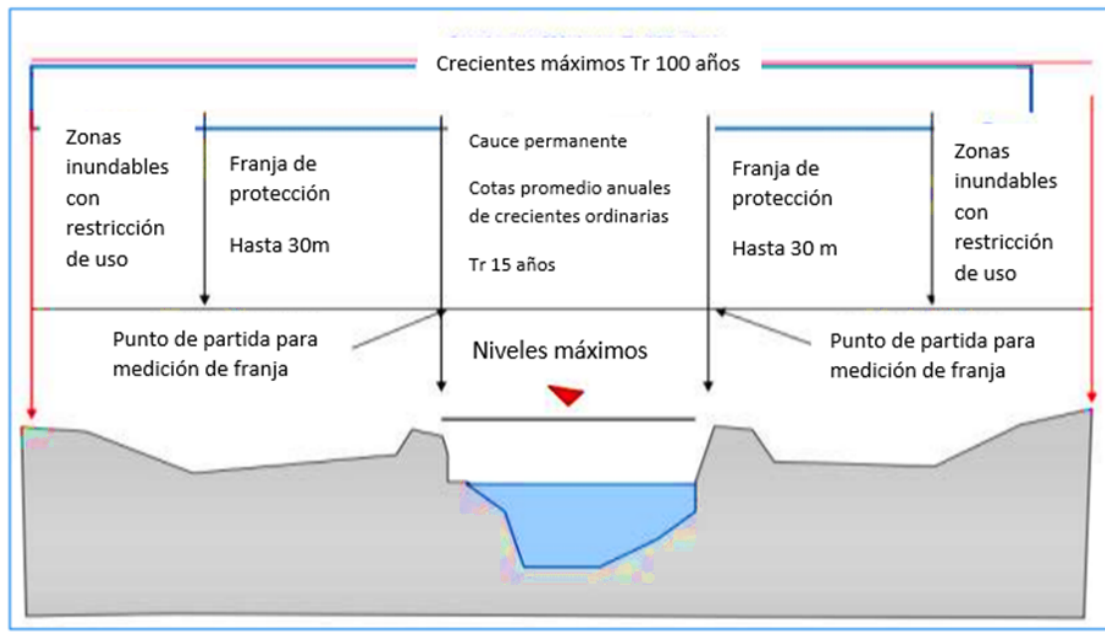 Crecientes máximos Tr 100 años
Zonas
inundables
con
restricción
de uso
Franja de
protección
Hasta 30m
Cauce permanente
Cotas promedio anuales
de crecientes ordinarias
Tr 15 años
Franja de
protección
Hasta 30 m
Zonas
inundables
con
restricción
de uso
Punto de partida para
medición de franja
Niveles máximos
Punto de partida para
medición de franja